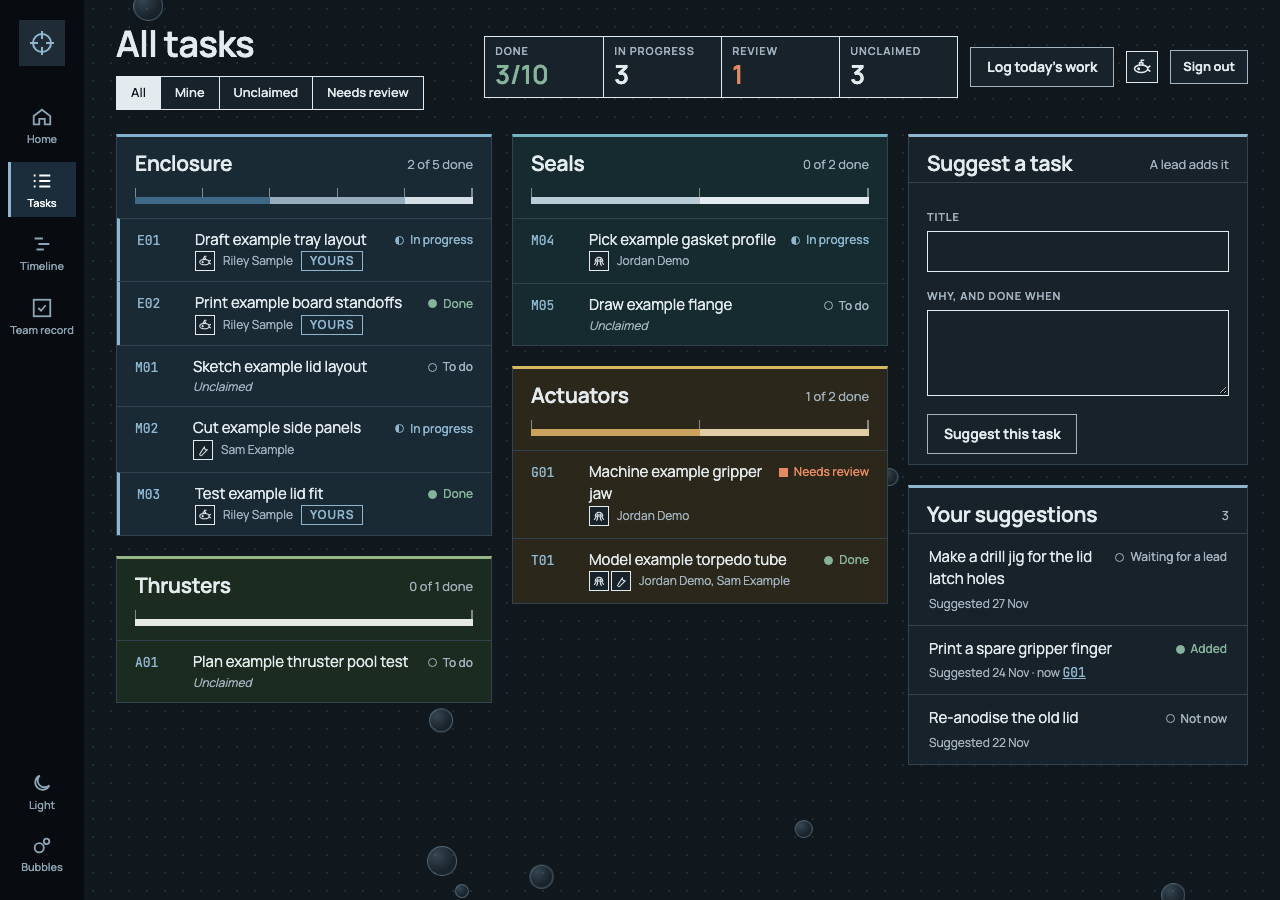 All tasks
All
Mine
Unclaimed
Needs review
DONE
3/10
IN PROGRESS
3
REVIEW
1
UNCLAIMED
3
Log today's work
Sign out
Home
Tasks
Timeline
Team record
Light
Bubbles
Enclosure
2 of 5 done
E01 Draft example tray layout In progress
Riley Sample YOURS
E02 Print example board standoffs Done
Riley Sample YOURS
M01 Sketch example lid layout To do
Unclaimed
M02 Cut example side panels In progress
Sam Example
M03 Test example lid fit Done
Riley Sample YOURS
Thrusters
0 of 1 done
A01 Plan example thruster pool test To do
Unclaimed
Seals
0 of 2 done
M04 Pick example gasket profile In progress
Jordan Demo
M05 Draw example flange To do
Unclaimed
Actuators
1 of 2 done
G01 Machine example gripper Needs review
jaw
Jordan Demo
T01 Model example torpedo tube Done
Jordan Demo, Sam Example
Suggest a task
A lead adds it
TITLE
WHY, AND DONE WHEN
Suggest this task
Your suggestions
3
Make a drill jig for the lid Waiting for a lead
latch holes
Suggested 27 Nov
Print a spare gripper finger Added
Suggested 24 Nov · now G01
Re-anodise the old lid Not now
Suggested 22 Nov